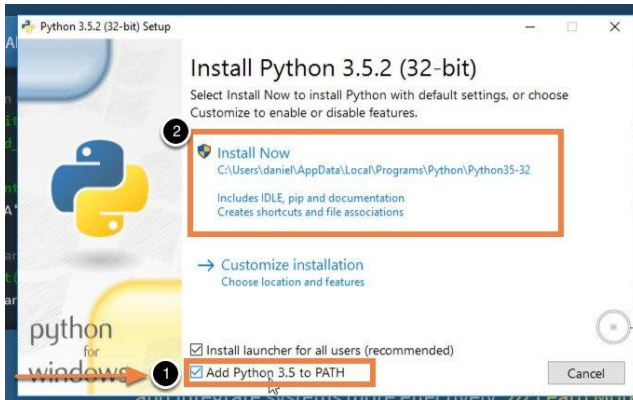 Python 3.5.2 (32-bit) Setup
Install Python 3.5.2 (32-bit)
Select Install Now to install Python with default settings, or choose
Customize to enable or disable features.
2
Install Now
C:\Users\daniel\AppData\Local\Programs\Python\Python35-32
Includes IDLE, pip and documentation
Creates shortcuts and file associations
→ Customize installation
Choose location and features
python
for
windows
Install launcher for all users (recommended)
1
Add Python 3.5 to PATH
Cancel